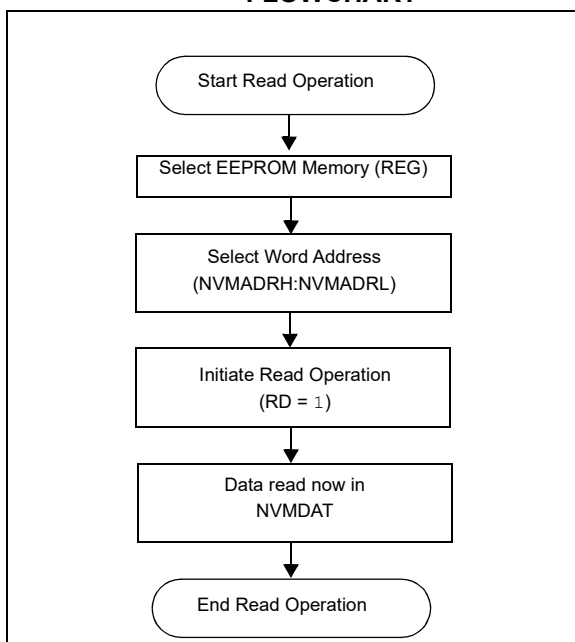 FLOWCHART
Start Read Operation
Select EEPROM Memory (REG)
Select Word Address
(NVMADRH:NVMADRL)
Initiate Read Operation
(RD = 1)
Data read now in
NVMDAT
End Read Operation